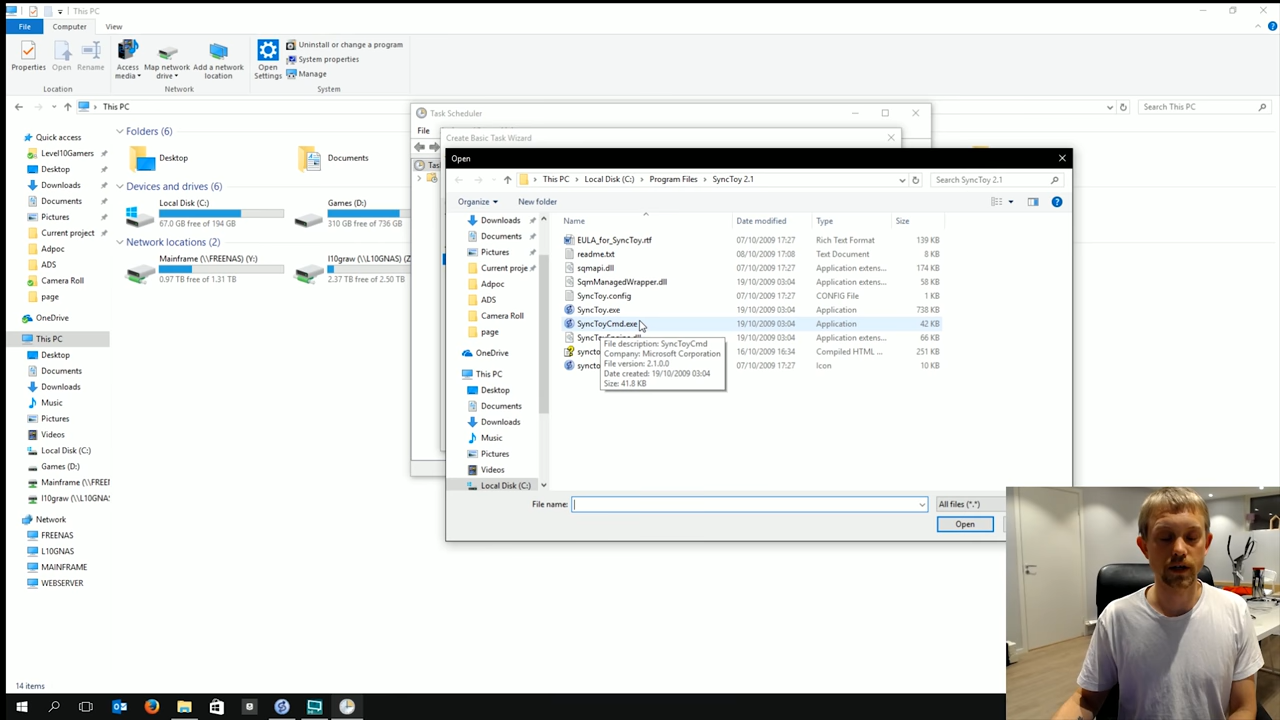 This PC
File Computer View
Properties Open Rename Access media Map network drive Add a network location Open Settings
Uninstall or change a program
System properties
Manage
Location Network System
This PC Search This PC
Quick access
Level10Gamers
Desktop
Downloads
Documents
Pictures
Current project
Adpoc
ADS
Camera Roll
page
OneDrive
This PC
Desktop
Documents
Downloads
Music
Pictures
Videos
Local Disk (C:)
Games (D:)
Mainframe (\\FREEN
l10graw (\\L10GNAS
Network
FREENAS
L10GNAS
MAINFRAME
WEBSERVER
14 items
Folders (6)
Desktop Documents
Devices and drives (6)
Local Disk (C:)
67.0 GB free of 194 GB
Games (D:)
310 GB free of 736 GB
Network locations (2)
Mainframe (\\FREENAS) (Y:)
0.97 TB free of 1.31 TB
l10graw (\\L10GNAS) (Z
2.37 TB free of 2.50 TB
Task Scheduler
File
Create Basic Task Wizard
Open
This PC Local Disk (C:) Program Files SyncToy 2.1 Search SyncToy 2.1
Organize New folder
Downloads
Documents
Pictures
Current proje
Adpoc
ADS
Camera Roll
page
OneDrive
This PC
Desktop
Documents
Downloads
Music
Pictures
Videos
Local Disk (C:)
Name Date modified Type Size
EULA_for_SyncToy.rtf 07/10/2009 17:27 Rich Text Format 139 KB
readme.txt 08/10/2009 17:08 Text Document 8 KB
sqmapi.dll 07/10/2009 17:27 Application extens... 174 KB
SqmManagedWrapper.dll 19/10/2009 03:04 Application extens... 58 KB
SyncToy.config 07/10/2009 17:27 CONFIG File 1 KB
SyncToy.exe 19/10/2009 03:04 Application 738 KB
SyncToyCmd.exe 19/10/2009 03:04 Application 42 KB
SyncToyEngine.dll 19/10/2009 03:04 Application extens... 66 KB
syncto 16/10/2009 16:34 Compiled HTML ... 251 KB
syncto 07/10/2009 17:27 Icon 10 KB
File description: SyncToyCmd
Company: Microsoft Corporation
File version: 2.1.0.0
Date created: 19/10/2009 03:04
Size: 41.8 KB
File name: All files (*.*)
Open